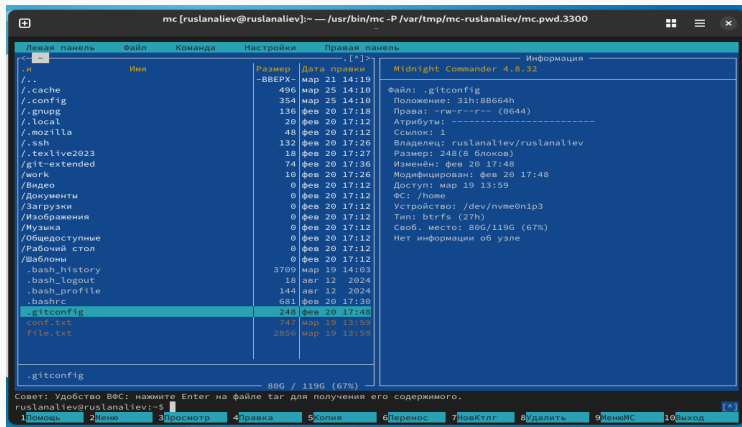 mc [ruslanaliev@ruslanaliev]:~ — /usr/bin/mc -P /var/tmp/mc-ruslanaliev/mc.pwd.3300
Левая панель Файл Команда Настройки Правая панель
<— ~ .[^]>
.и Имя Размер Дата правки
/.. -ВВЕРХ- мар 21 14:19
/.cache 496 мар 25 14:10
/.config 354 мар 25 14:10
/.gnupg 136 фев 20 17:18
/.local 20 фев 20 17:12
/.mozilla 48 фев 20 17:12
/.ssh 132 фев 20 17:26
/.texlive2023 18 фев 20 17:27
/git-extended 74 фев 20 17:36
/work 10 фев 20 17:26
/Видео 0 фев 20 17:12
/Документы 0 фев 20 17:12
/Загрузки 0 фев 20 17:12
/Изображения 0 фев 20 17:12
/Музыка 0 фев 20 17:12
/Общедоступные 0 фев 20 17:12
/Рабочий стол 0 фев 20 17:12
/Шаблоны 0 фев 20 17:12
.bash_history 3709 мар 19 14:03
.bash_logout 18 авг 12 2024
.bash_profile 144 авг 12 2024
.bashrc 681 фев 20 17:30
.gitconfig 248 фев 20 17:48
conf.txt 747 мар 19 13:59
file.txt 2856 мар 19 13:59
.gitconfig
80G / 119G (67%)
Информация
Midnight Commander 4.8.32
Файл: .gitconfig
Положение: 31h:8B664h
Права: -rw-r--r-- (0644)
Атрибуты: --------------------------
Ссылок: 1
Владелец: ruslanaliev/ruslanaliev
Размер: 248(8 блоков)
Изменён: фев 20 17:48
Модифицирован: фев 20 17:48
Доступ: мар 19 13:59
ФС: /home
Устройство: /dev/nvme0n1p3
Тип: btrfs (27h)
Своб. место: 80G/119G (67%)
Нет информации об узле
Совет: Удобство ВФС: нажмите Enter на файле tar для получения его содержимого.
ruslanaliev@ruslanaliev:~$ [^]
1Помощь 2Меню 3Просмотр 4Правка 5Копия 6Перенос 7НовКтлг 8Удалить 9МенюМС 10Выход